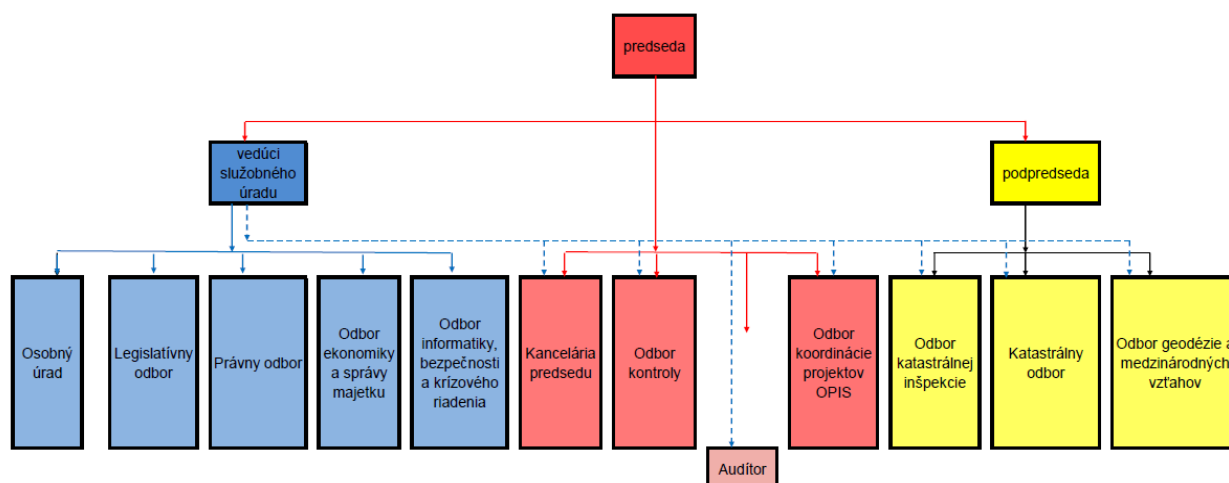 predseda
vedúci
služobného
úradu
podpredseda
Osobný
úrad
Legislatívny
odbor
Právny odbor
Odbor
ekonomiky
a správy
majetku
Odbor
informatiky,
bezpečnosti
a krízového
riadenia
Kancelária
predsedu
Odbor
kontroly
Odbor
koordinácie
projektov
OPIS
Odbor
katastrálnej
inšpekcie
Katastrálny
odbor
Odbor geodézie a
medzinárodných
vzťahov
Audítor